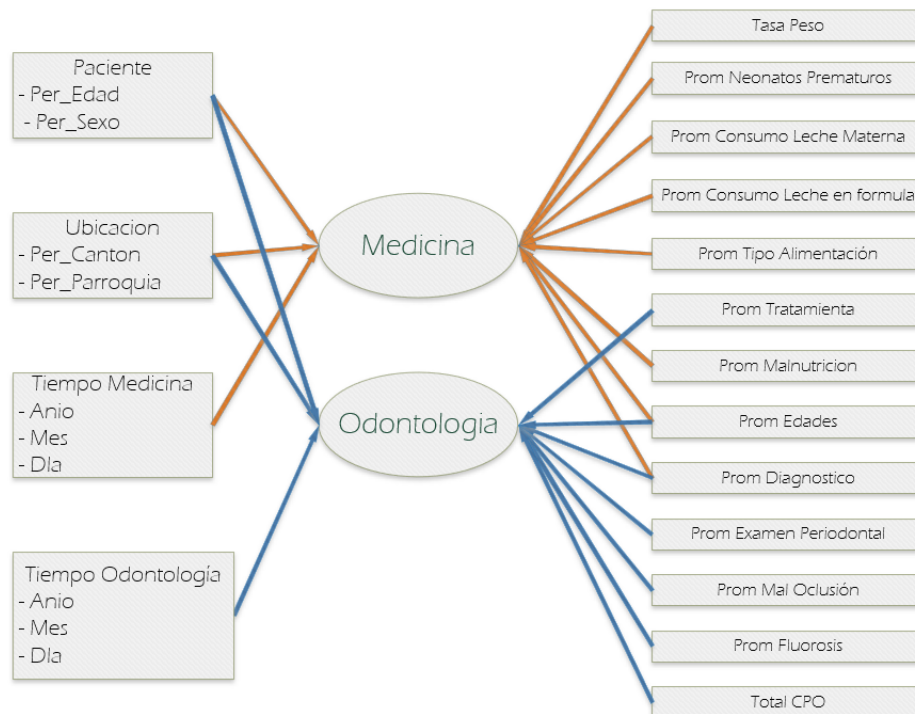 Paciente
- Per_Edad
- Per_Sexo
Ubicacion
- Per_Canton
- Per_Parroquia
Tiempo Medicina
- Anio
- Mes
- DIa
Tiempo Odontología
- Anio
- Mes
- DIa
Medicina
Odontologia
Tasa Peso
Prom Neonatos Prematuros
Prom Consumo Leche Materna
Prom Consumo Leche en formula
Prom Tipo Alimentación
Prom Tratamienta
Prom Malnutricion
Prom Edades
Prom Diagnostico
Prom Examen Periodontal
Prom Mal Oclusión
Prom Fluorosis
Total CPO